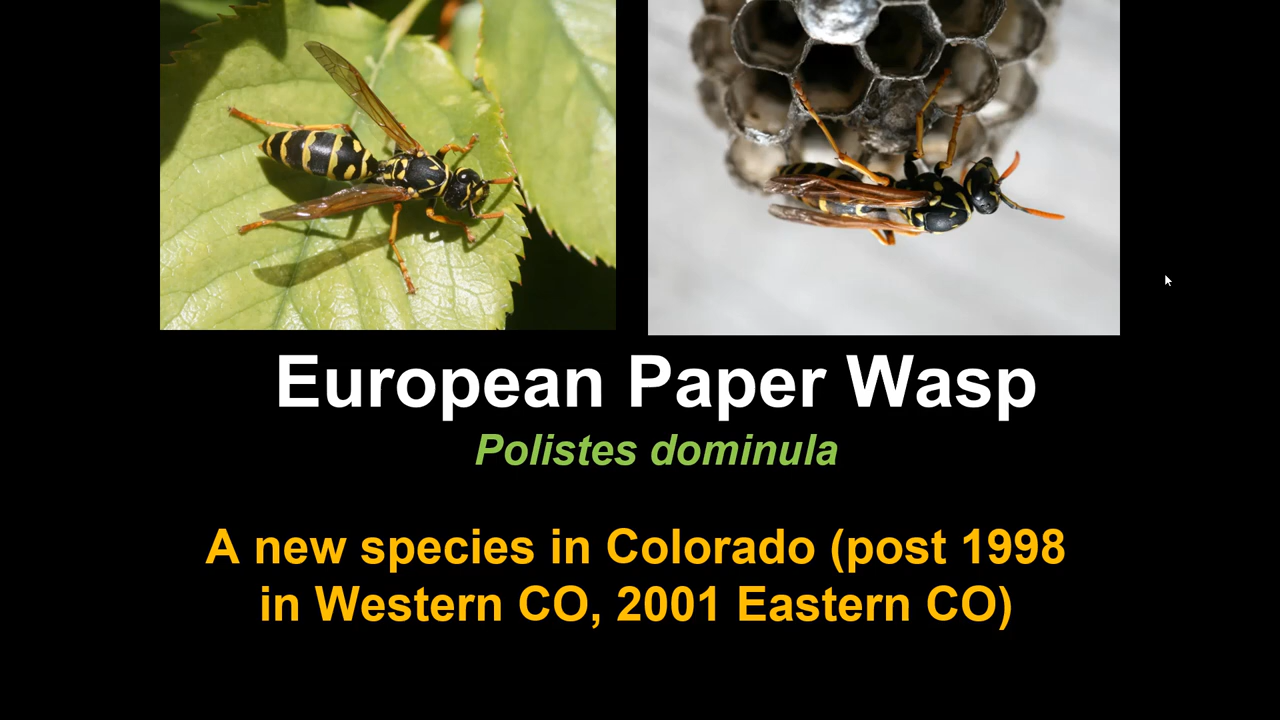 European Paper Wasp
Polistes dominula
A new species in Colorado (post 1998
in Western CO, 2001 Eastern CO)